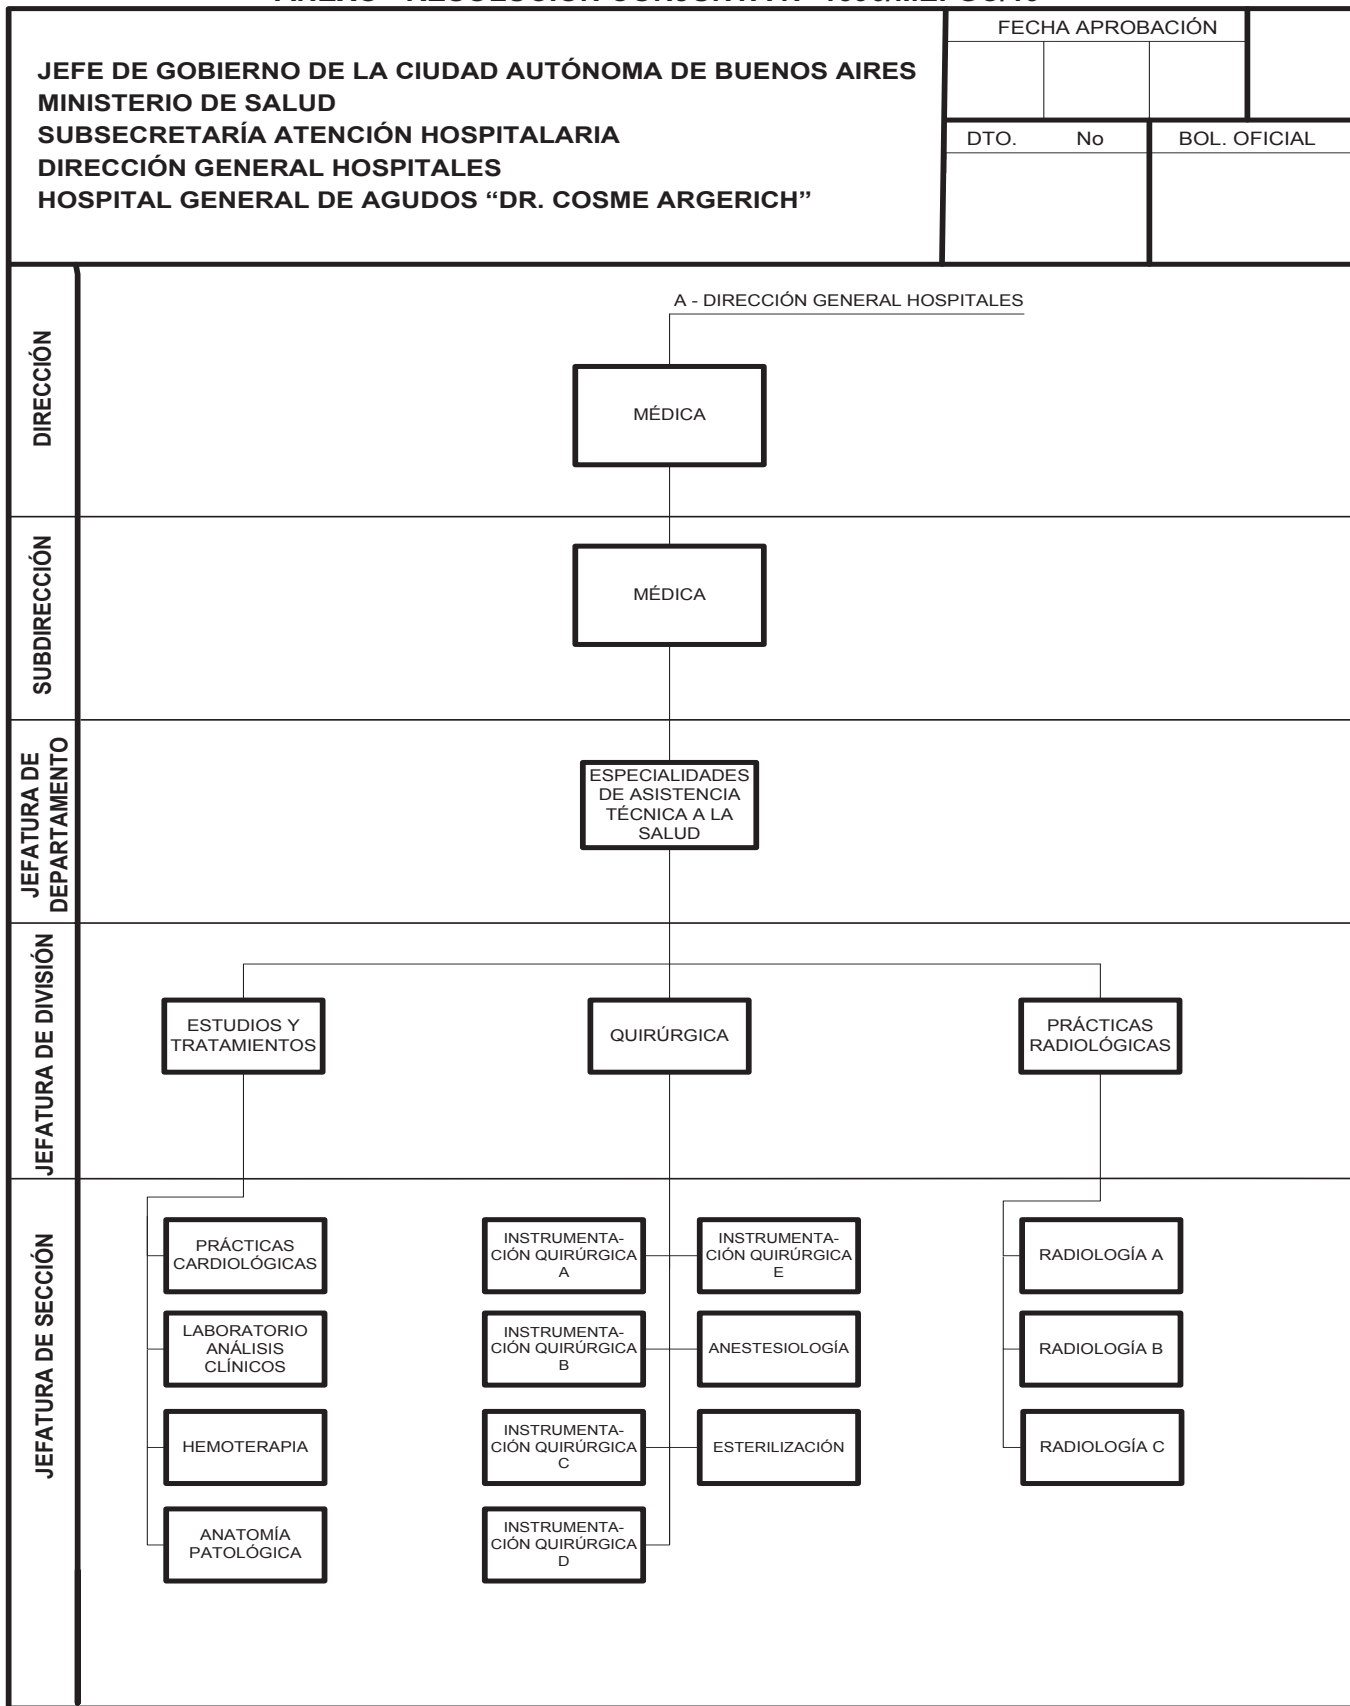 JEFE DE GOBIERNO DE LA CIUDAD AUTÓNOMA DE BUENOS AIRES
MINISTERIO DE SALUD
SUBSECRETARÍA ATENCIÓN HOSPITALARIA
DIRECCIÓN GENERAL HOSPITALES
HOSPITAL GENERAL DE AGUDOS “DR. COSME ARGERICH”
FECHA APROBACIÓN
DTO. No
BOL. OFICIAL
DIRECCIÓN
A - DIRECCIÓN GENERAL HOSPITALES
MÉDICA
SUBDIRECCIÓN
MÉDICA
JEFATURA DE
DEPARTAMENTO
ESPECIALIDADES
DE ASISTENCIA
TÉCNICA A LA
SALUD
JEFATURA DE DIVISIÓN
ESTUDIOS Y
TRATAMIENTOS
QUIRÚRGICA
PRÁCTICAS
RADIOLÓGICAS
JEFATURA DE SECCIÓN
PRÁCTICAS
CARDIOLÓGICAS
LABORATORIO
ANÁLISIS
CLÍNICOS
HEMOTERAPIA
ANATOMÍA
PATOLÓGICA
INSTRUMENTA-
CIÓN QUIRÚRGICA
A
INSTRUMENTA-
CIÓN QUIRÚRGICA
B
INSTRUMENTA-
CIÓN QUIRÚRGICA
C
INSTRUMENTA-
CIÓN QUIRÚRGICA
D
INSTRUMENTA-
CIÓN QUIRÚRGICA
E
ANESTESIOLOGÍA
ESTERILIZACIÓN
RADIOLOGÍA A
RADIOLOGÍA B
RADIOLOGÍA C